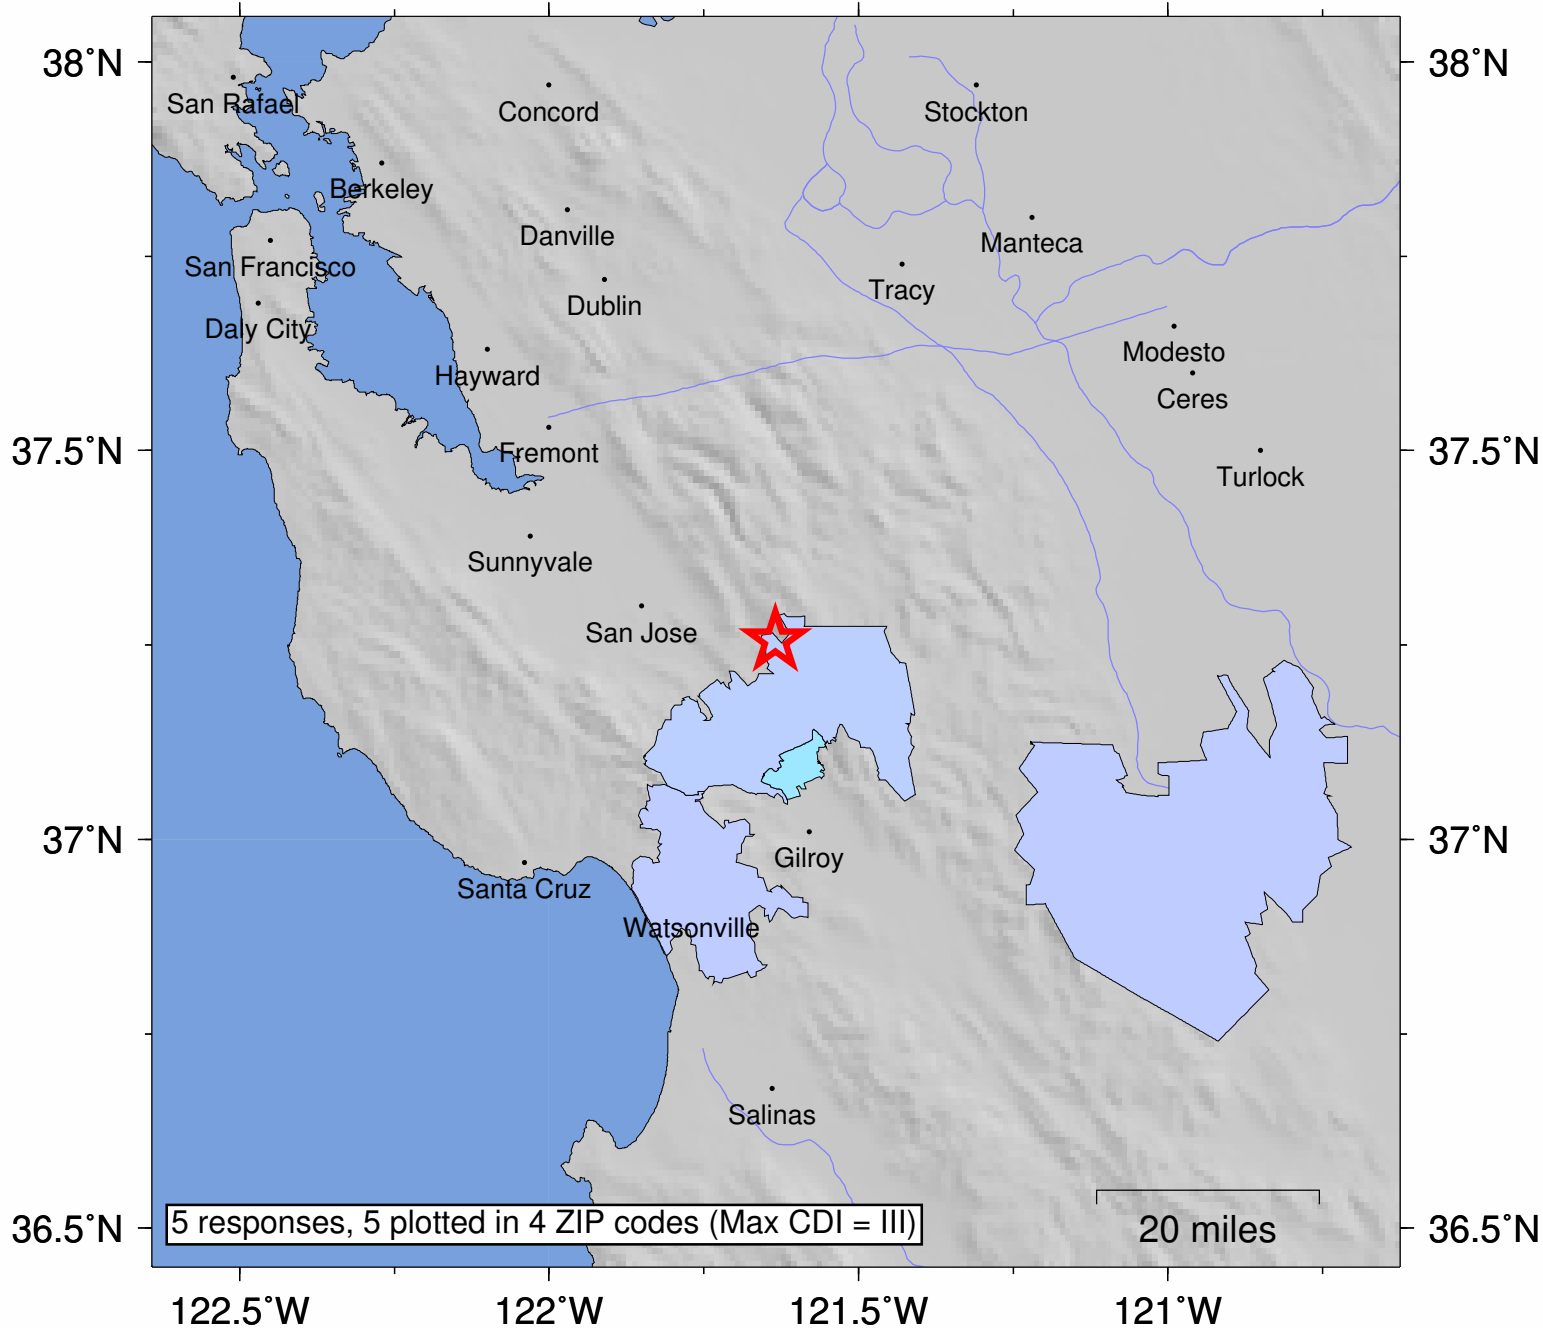 38°N
38°N
San Rafael
Concord
Stockton
Berkeley
Danville
Manteca
San Francisco
Tracy
Dublin
Daly City
Modesto
Hayward
Ceres
37.5°N
Fremont
37.5°N
Turlock
Sunnyvale
San Jose
37°N
37°N
Gilroy
Santa Cruz
Watsonville
Salinas
5 responses, 5 plotted in 4 ZIP codes (Max CDI = III)
20 miles
36.5°N
36.5°N
122.5°W
122°W
121.5°W
121°W